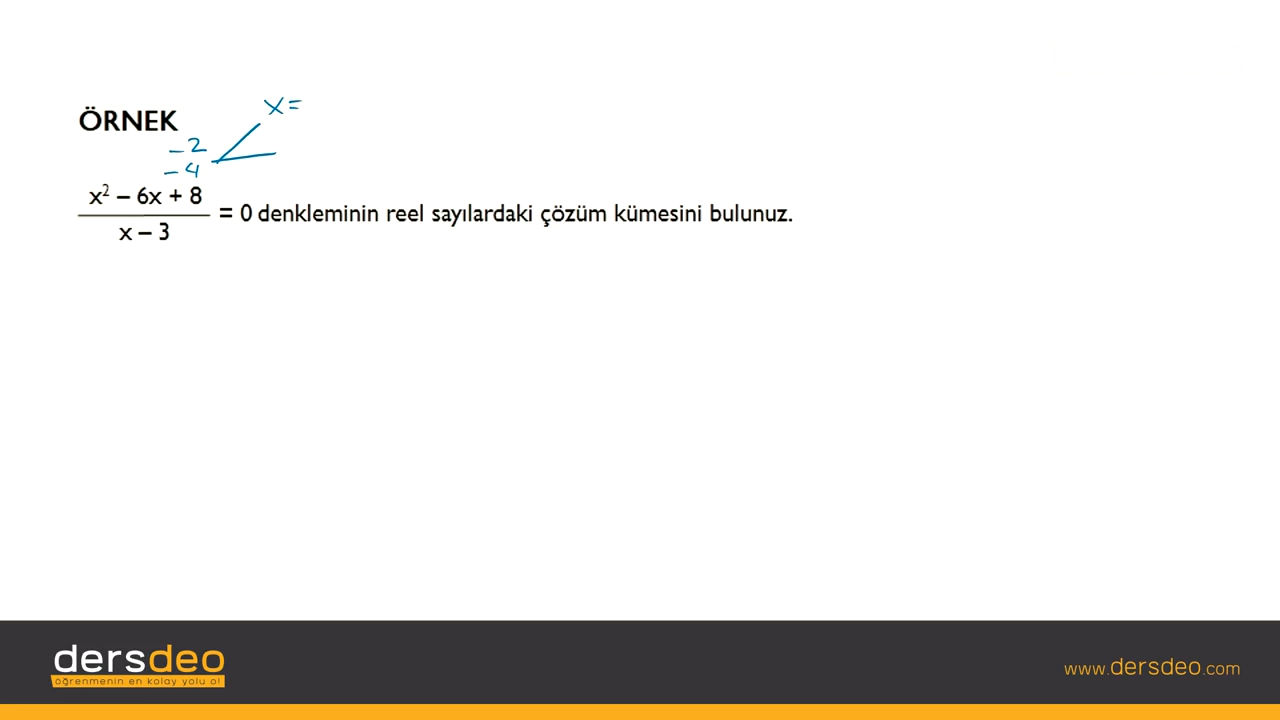 ÖRNEK
x =
-2
-4
x² – 6x + 8
x – 3
= 0 denkleminin reel sayılardaki çözüm kümesini bulunuz.
dersdeo
öğrenmenin en kolay yolu o!
www.dersdeo.com